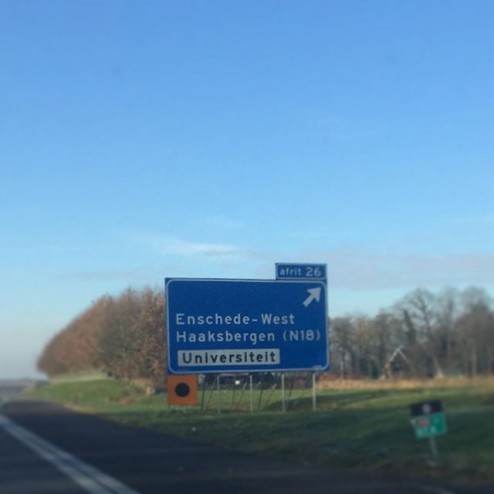 afrit 26
Enschede-West
Haaksbergen (N18)
Universiteit